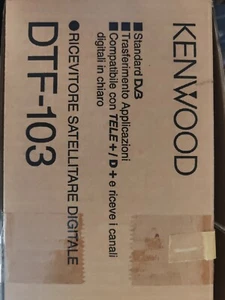 KENWOOD
■ Standard DVB
■ Trasferimento Applicazioni
■ Compatibile con TELE+/D+ e riceve i canali
digitali in chiaro
● RICEVITORE SATELLITARE DIGITALE
DTF-103